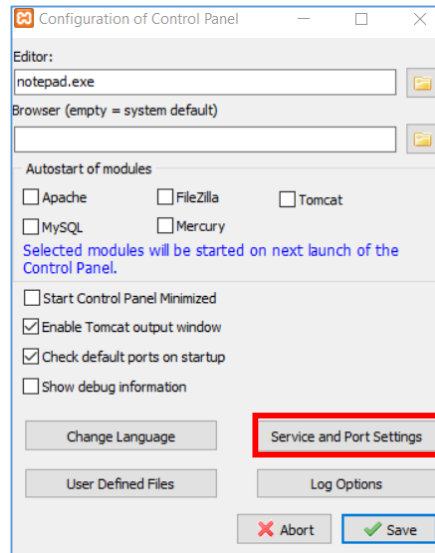 Configuration of Control Panel
Editor:
notepad.exe
Browser (empty = system default)
Autostart of modules
Apache FileZilla Tomcat
MySQL Mercury
Selected modules will be started on next launch of the
Control Panel.
Start Control Panel Minimized
Enable Tomcat output window
Check default ports on startup
Show debug information
Change Language Service and Port Settings
User Defined Files Log Options
Abort Save